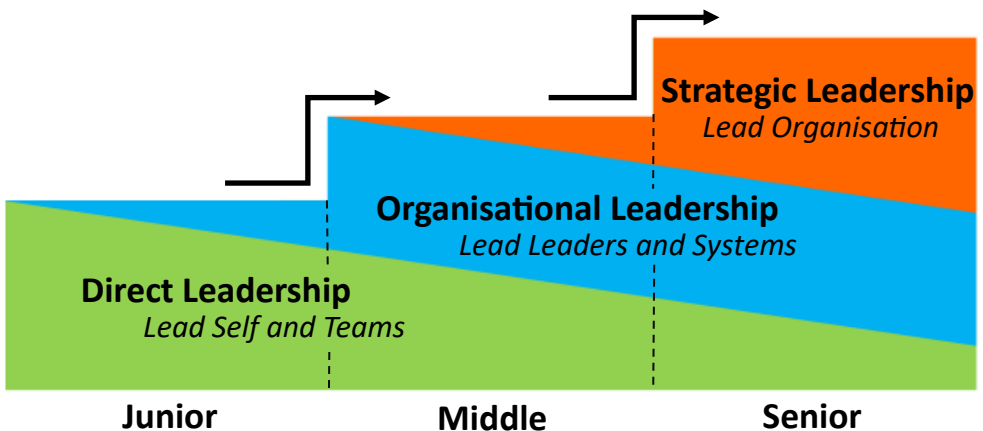 Strategic Leadership
Lead Organisation
Organisational Leadership
Lead Leaders and Systems
Direct Leadership
Lead Self and Teams
Junior
Middle
Senior